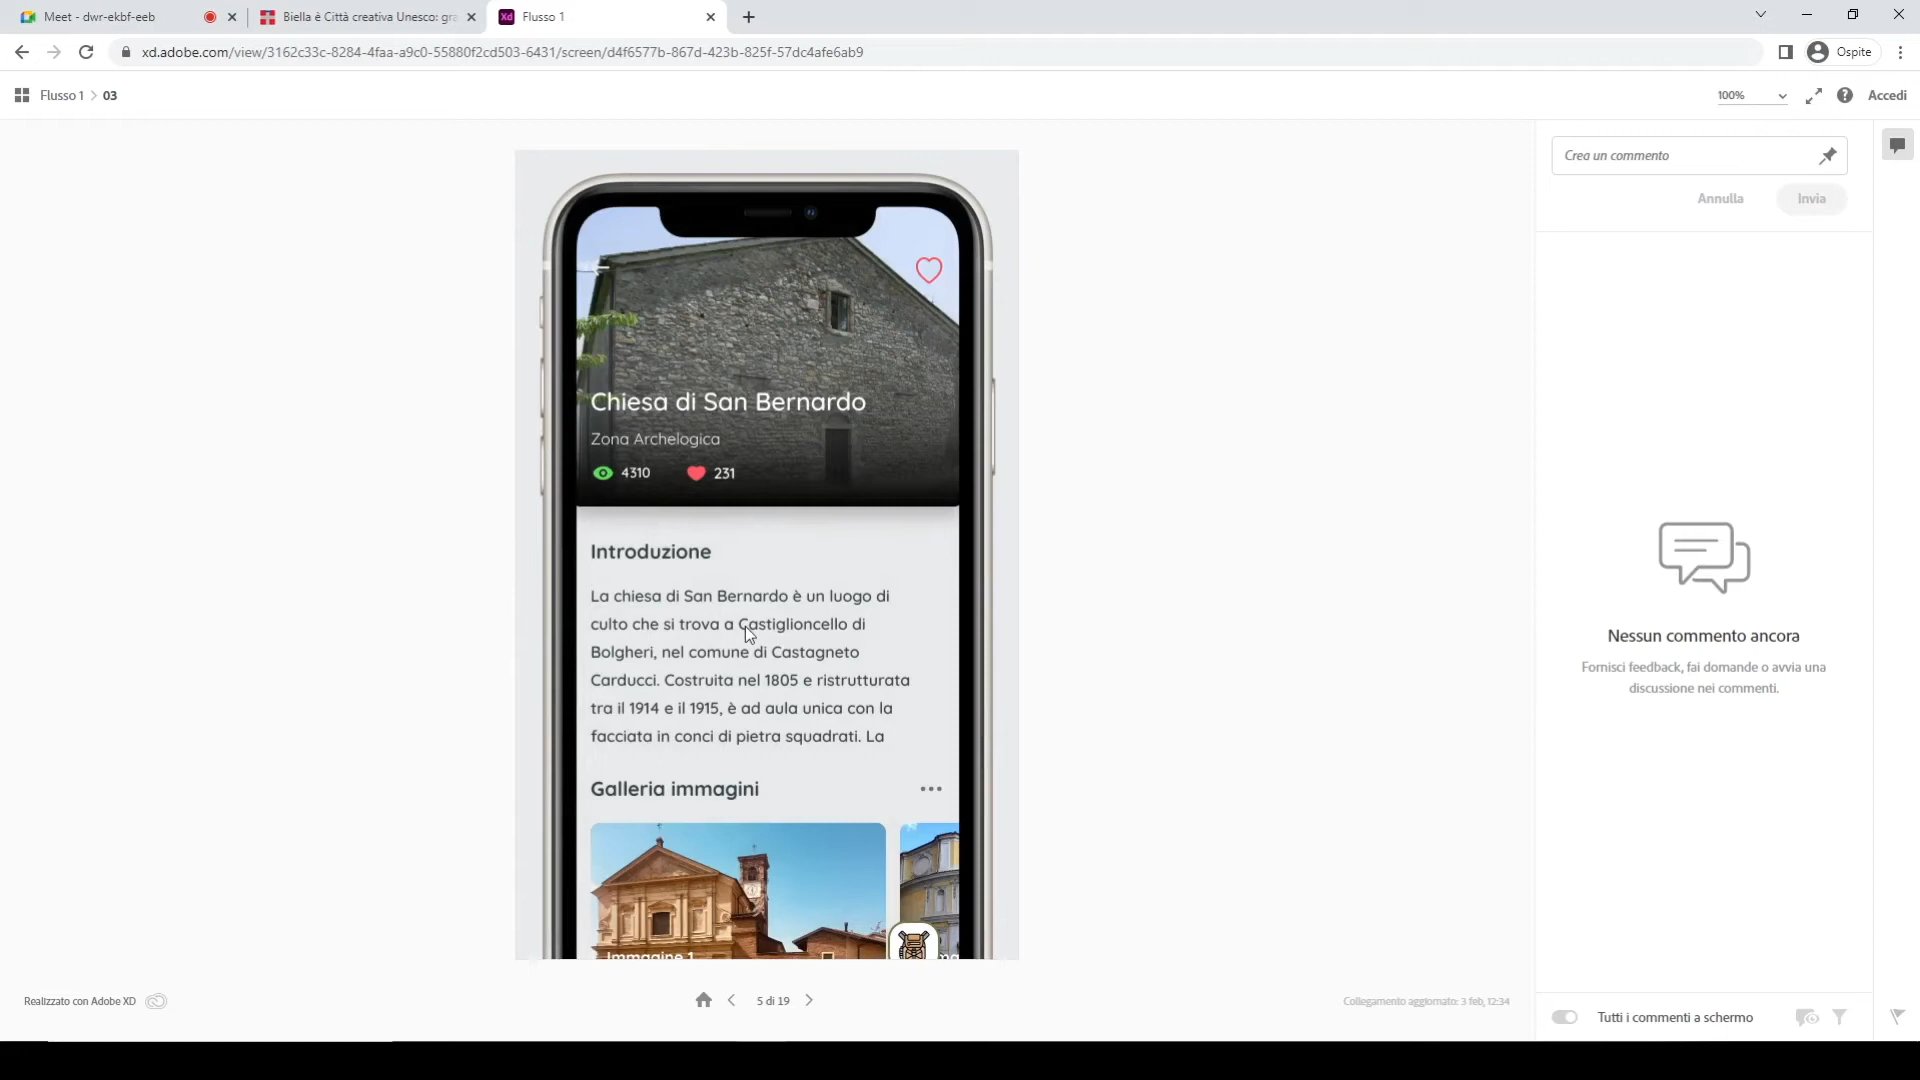 Meet - dwr-ekbf-eeb
Biella è Città creativa Unesco: gra
Flusso 1
xd.adobe.com/view/3162c33c-8284-4faa-a9c0-55880f2cd503-6431/screen/d4f6577b-867d-423b-825f-57dc4afe6ab9
Ospite
Flusso 1 > 03
100%
Accedi
Crea un commento
Annulla
Invia
Chiesa di San Bernardo
Zona Archelogica
4310
231
Introduzione
La chiesa di San Bernardo è un luogo di
culto che si trova a Castiglioncello di
Bolgheri, nel comune di Castagneto
Carducci. Costruita nel 1805 e ristrutturata
tra il 1914 e il 1915, è ad aula unica con la
facciata in conci di pietra squadrati. La
Galleria immagini
Immagine 1
Nessun commento ancora
Fornisci feedback, fai domande o avvia una
discussione nei commenti.
Realizzato con Adobe XD
5 di 19
Collegamento aggiornato: 3 feb, 12:34
Tutti i commenti a schermo